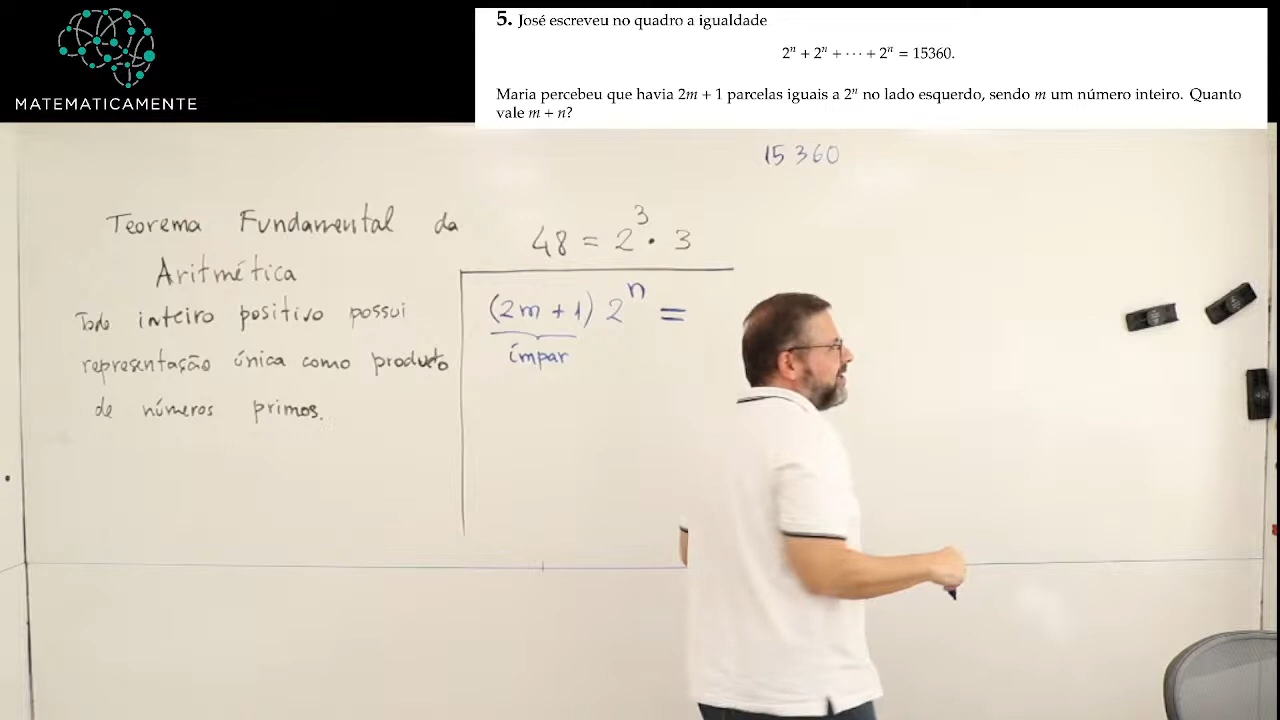 MATEMATICAMENTE
5. José escreveu no quadro a igualdade
2ⁿ + 2ⁿ + ⋯ + 2ⁿ = 15360.
Maria percebeu que havia 2m + 1 parcelas iguais a 2ⁿ no lado esquerdo, sendo m um número inteiro. Quanto
vale m + n?
15360
Teorema Fundamental da
Aritmética
Todo inteiro positivo possui
representação única como produto
de números primos.
48 = 2³ · 3
(2m + 1) 2ⁿ =
ímpar